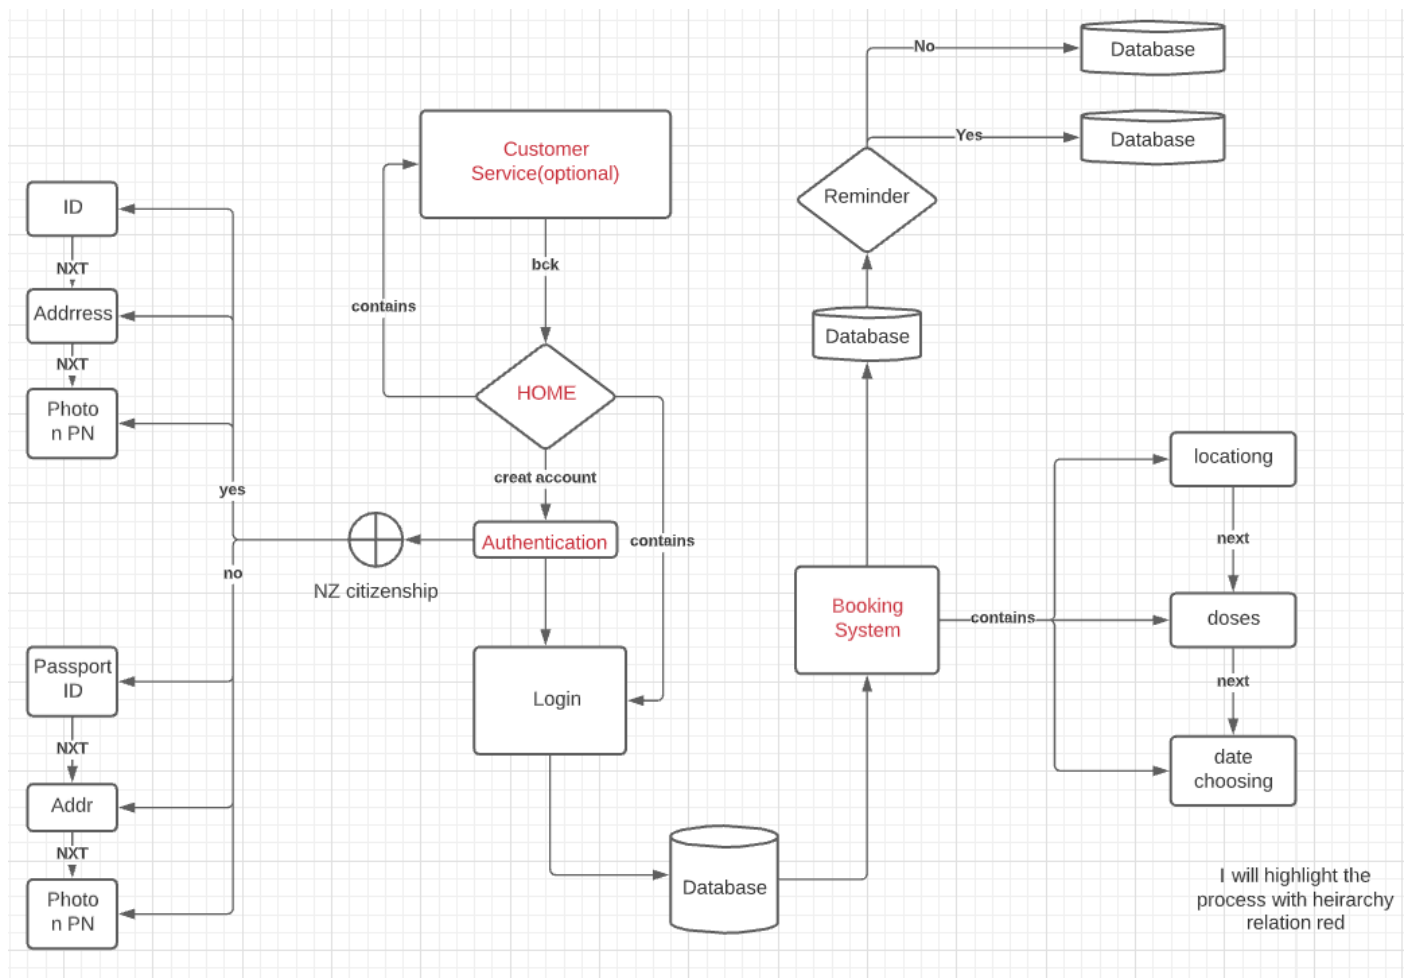 No
Database
Yes
Database
Reminder
Database
Customer
Service(optional)
bck
contains
HOME
creat account
Authentication
contains
Login
Database
ID
NXT
Addrress
NXT
Photo
n PN
yes
no
NZ citizenship
Passport
ID
NXT
Addr
NXT
Photo
n PN
Booking
System
contains
locationg
next
doses
next
date
choosing
I will highlight the
process with heirarchy
relation red